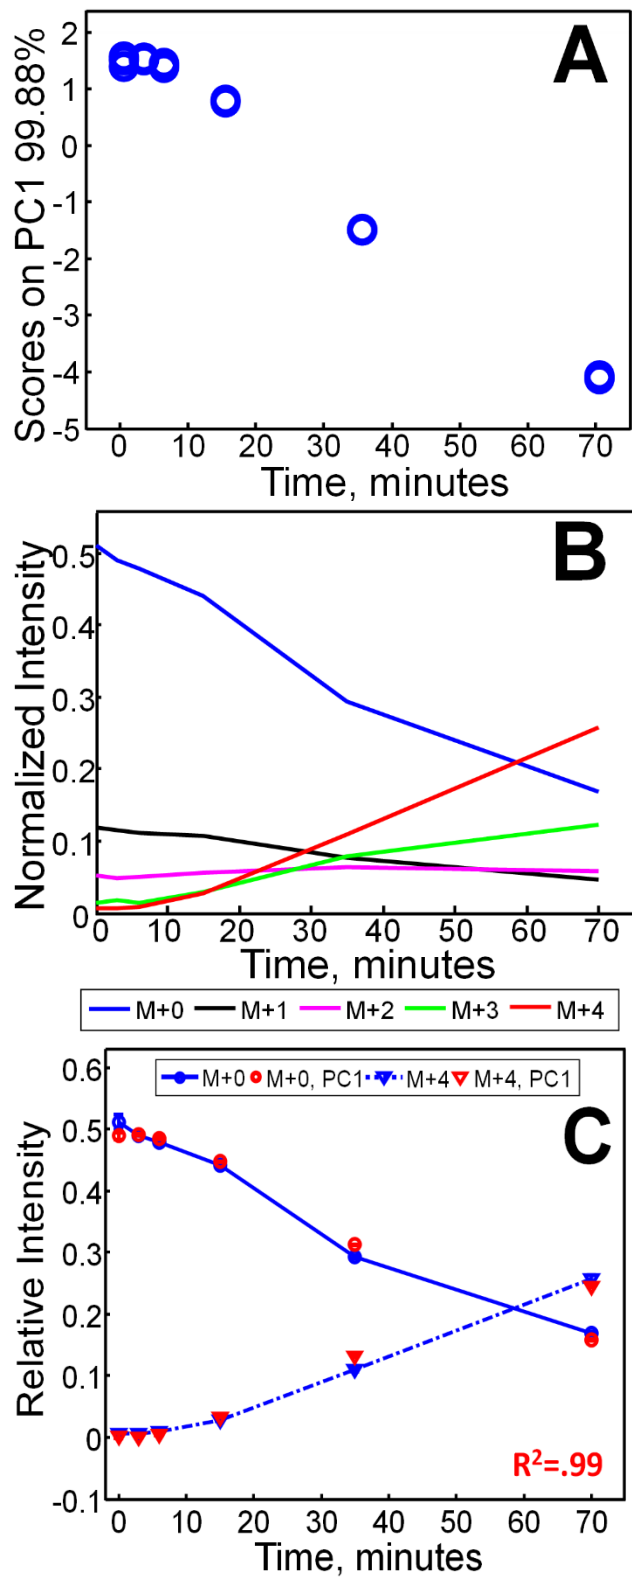 A
Scores on PC1 99.88%
2
1
0
-1
-2
-3
-4
-5
0 10 20 30 40 50 60 70
Time, minutes
B
Normalized Intensity
0.5
0.4
0.3
0.2
0.1
0
0 10 20 30 40 50 60 70
Time, minutes
M+0 M+1 M+2 M+3 M+4
M+0 M+0, PC1 M+4 M+4, PC1
C
Relative Intensity
0.6
0.5
0.4
0.3
0.2
0.1
0
-0.1
R²=.99
0 10 20 30 40 50 60 70
Time, minutes